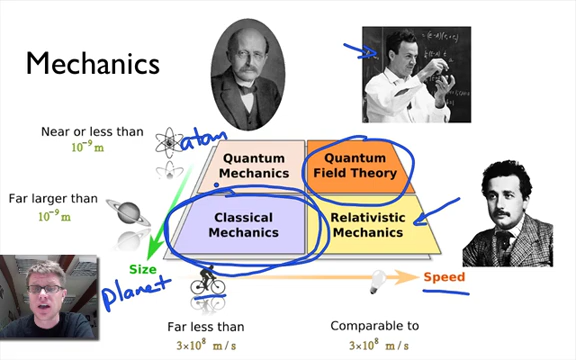 Mechanics
Near or less than
10⁻⁹ m
atom
Quantum
Mechanics
Quantum
Field Theory
Far larger than
10⁻⁹ m
Classical
Mechanics
Relativistic
Mechanics
Size
planet
Speed
Far less than
3×10⁸ m/s
Comparable to
3×10⁸ m/s